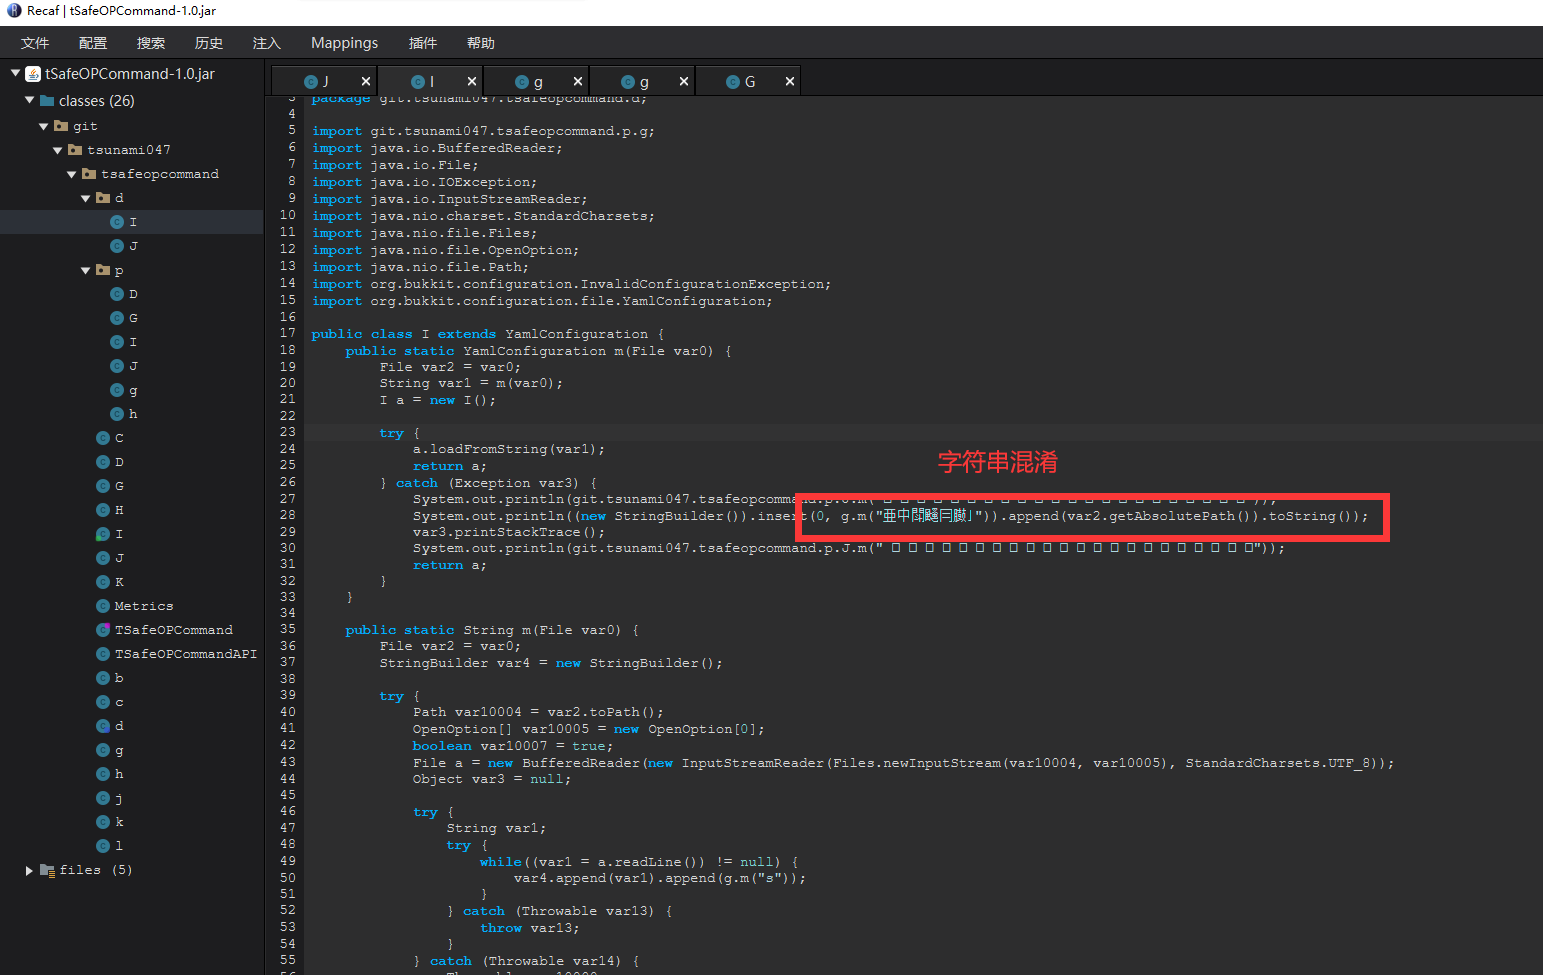 Recaf | tSafeOPCommand-1.0.jar
文件 配置 搜索 历史 注入 Mappings 插件 帮助
tSafeOPCommand-1.0.jar
classes (26)
git
tsunami047
tsafeopcommand
d
I
J
p
D
G
I
J
g
h
C
D
G
H
I
J
K
Metrics
TSafeOPCommand
TSafeOPCommandAPI
b
c
d
g
h
j
k
l
files (5)
J × I × g × g × G ×
3 package git.tsunami047.tsafeopcommand.d;
4
5 import git.tsunami047.tsafeopcommand.p.g;
6 import java.io.BufferedReader;
7 import java.io.File;
8 import java.io.IOException;
9 import java.io.InputStreamReader;
10 import java.nio.charset.StandardCharsets;
11 import java.nio.file.Files;
12 import java.nio.file.OpenOption;
13 import java.nio.file.Path;
14 import org.bukkit.configuration.InvalidConfigurationException;
15 import org.bukkit.configuration.file.YamlConfiguration;
16
17 public class I extends YamlConfiguration {
18 public static YamlConfiguration m(File var0) {
19 File var2 = var0;
20 String var1 = m(var0);
21 I a = new I();
22
23 try {
24 a.loadFromString(var1);
25 return a;
字符串混淆
26 } catch (Exception var3) {
27 System.out.println(git.tsunami047.tsafeopcommand.p.J.m("
28 System.out.println((new StringBuilder()).insert(0, g.m(" ")).append(var2.getAbsolutePath()).toString());
29 var3.printStackTrace();
30 System.out.println(git.tsunami047.tsafeopcommand.p.J.m(" "));
31 return a;
32 }
33 }
34
35 public static String m(File var0) {
36 File var2 = var0;
37 StringBuilder var4 = new StringBuilder();
38
39 try {
40 Path var10004 = var2.toPath();
41 OpenOption[] var10005 = new OpenOption[0];
42 boolean var10007 = true;
43 File a = new BufferedReader(new InputStreamReader(Files.newInputStream(var10004, var10005), StandardCharsets.UTF_8));
44 Object var3 = null;
45
46 try {
47 String var1;
48 try {
49 while((var1 = a.readLine()) != null) {
50 var4.append(var1).append(g.m("s"));
51 }
52 } catch (Throwable var13) {
53 throw var13;
54 }
55 } catch (Throwable var14) {